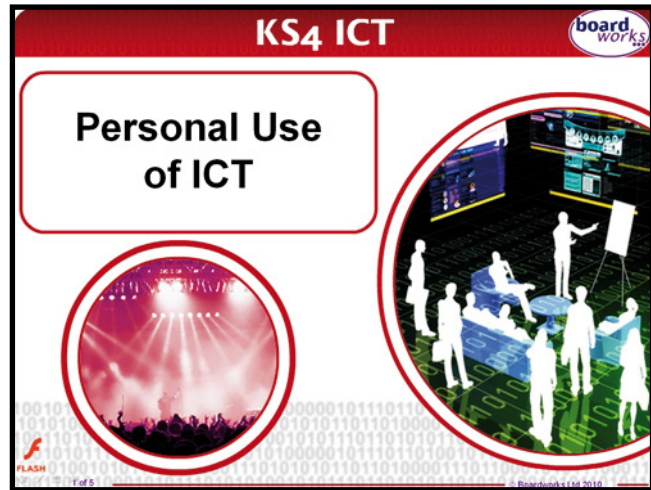 KS4 ICT
board
works
Personal Use
of ICT
FLASH
1 of 5
© Boardworks Ltd 2010